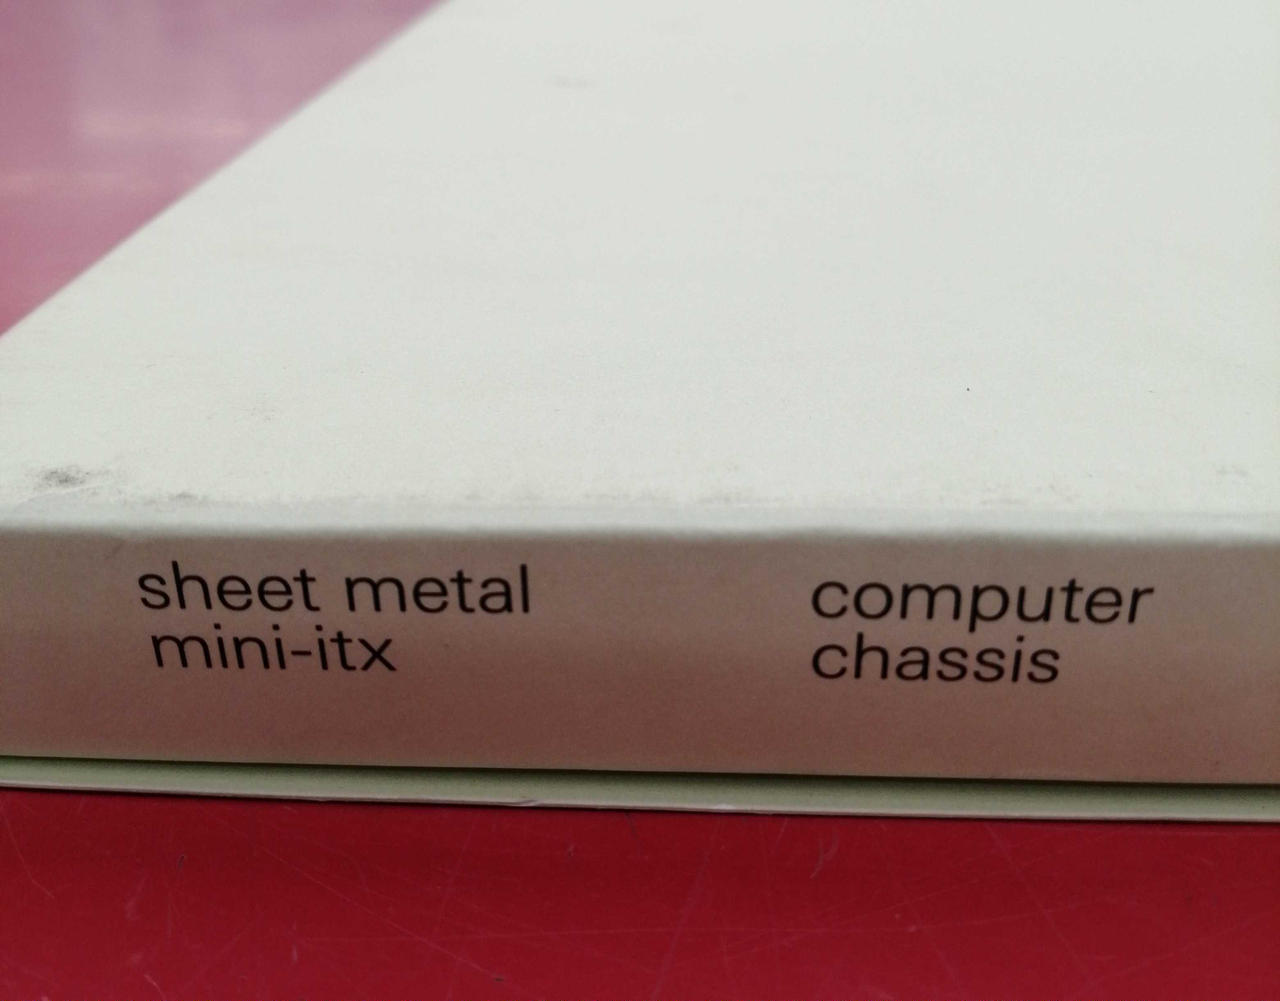 sheet metal
mini-itx
computer
chassis